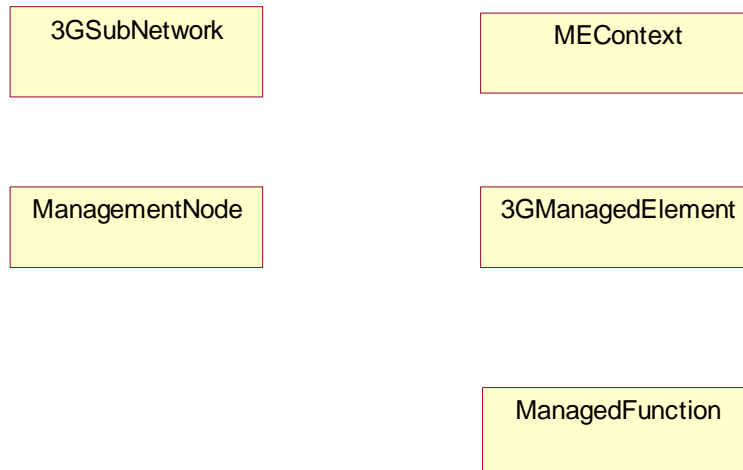 3GSubNetwork
MEContext
ManagementNode
3GManagedElement
ManagedFunction